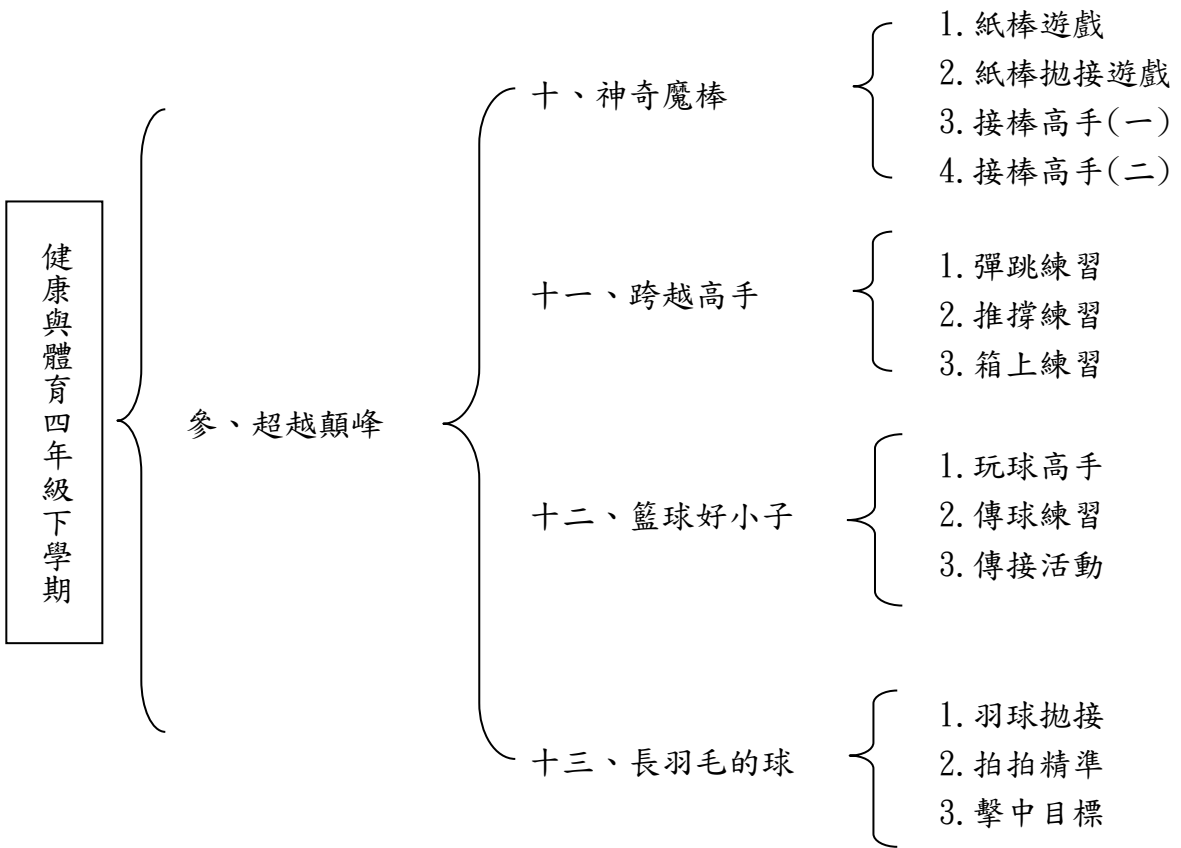 健康與體育四年級下學期
參、超越顛峰
十、神奇魔棒
1.紙棒遊戲
2.紙棒拋接遊戲
3.接棒高手(一)
4.接棒高手(二)
十一、跨越高手
1.彈跳練習
2.推撐練習
3.箱上練習
十二、籃球好小子
1.玩球高手
2.傳球練習
3.傳接活動
十三、長羽毛的球
1.羽球拋接
2.拍拍精準
3.擊中目標